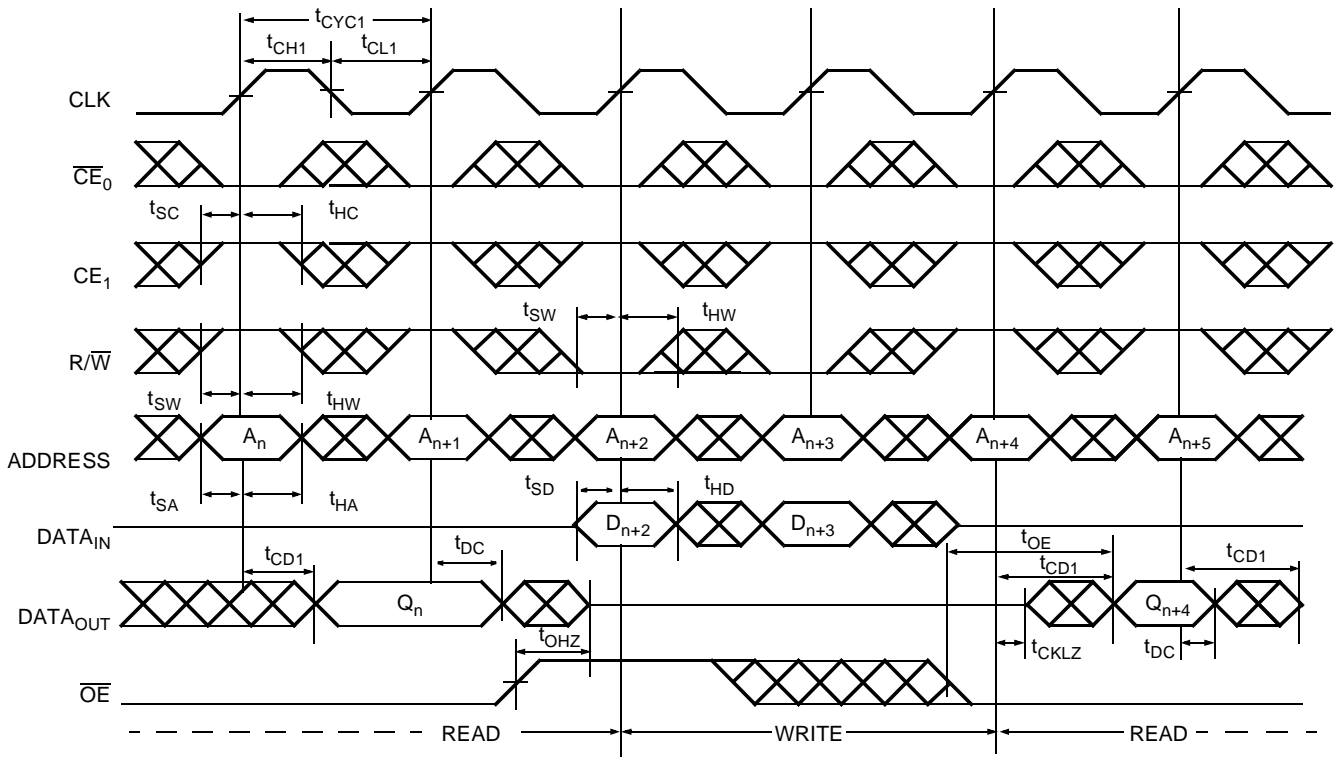 tCYC1
tCH1 tCL1
CLK
CE0
tSC tHC
CE1
tSW tHW
R/W
tSW tHW
An An+1 An+2 An+3 An+4 An+5
ADDRESS
tSA tHA tSD tHD
Dn+2 Dn+3
DATAIN
tOE
tCD1 tDC tCD1 tCD1
Qn Qn+4
DATAOUT
tOHZ tCKLZ tDC
OE
READ WRITE READ